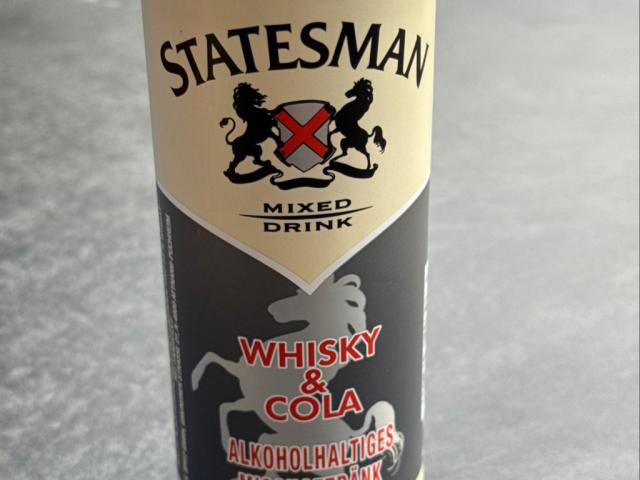 STATESMAN
MIXED
DRINK
WHISKY
&
COLA
ALKOHOLHALTIGES